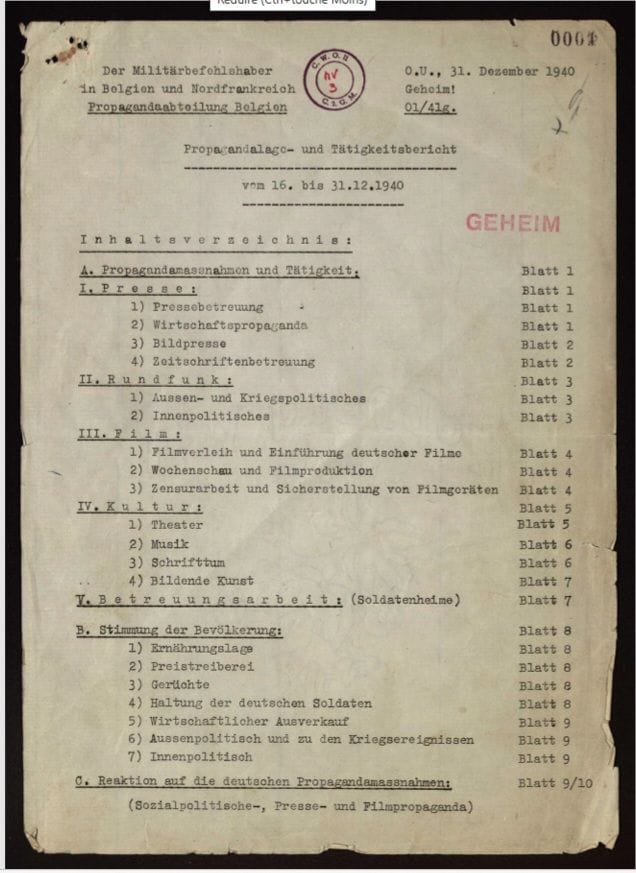 Réduire (Ctrl+touche Moins)
0001
Der Militärbefehlshaber
in Belgien und Nordfrankreich
Propagandaabteilung Belgien
C.W.O. II
NV
3
C.I.G.M.
O.U., 31. Dezember 1940
Geheim!
01/41g.
Propagandalage- und Tätigkeitsbericht
vom 16. bis 31.12.1940
GEHEIM
Inhaltsverzeichnis:
A. Propagandamassnahmen und Tätigkeit. Blatt 1
I. Presse: Blatt 1
1) Pressebetreuung Blatt 1
2) Wirtschaftspropaganda Blatt 1
3) Bildpresse Blatt 2
4) Zeitschriftenbetreuung Blatt 2
II. Rundfunk: Blatt 3
1) Aussen- und Kriegspolitisches Blatt 3
2) Innenpolitisches Blatt 3
III. Film:
1) Filmverleih und Einführung deutscher Filme Blatt 4
2) Wochenschau und Filmproduktion Blatt 4
3) Zensurarbeit und Sicherstellung von Filmgeräten Blatt 4
IV. Kultur: Blatt 5
1) Theater Blatt 5
2) Musik Blatt 6
3) Schrifttum Blatt 6
4) Bildende Kunst Blatt 7
V. Betreuungsarbeit: (Soldatenheime) Blatt 7
B. Stimmung der Bevölkerung: Blatt 8
1) Ernährungslage Blatt 8
2) Preistreiberei Blatt 8
3) Gerüchte Blatt 8
4) Haltung der deutschen Soldaten Blatt 8
5) Wirtschaftlicher Ausverkauf Blatt 9
6) Aussenpolitisch und zu den Kriegsereignissen Blatt 9
7) Innenpolitisch Blatt 9
C. Reaktion auf die deutschen Propagandamassnahmen: Blatt 9/10
(Sozialpolitische-, Presse- und Filmpropaganda)